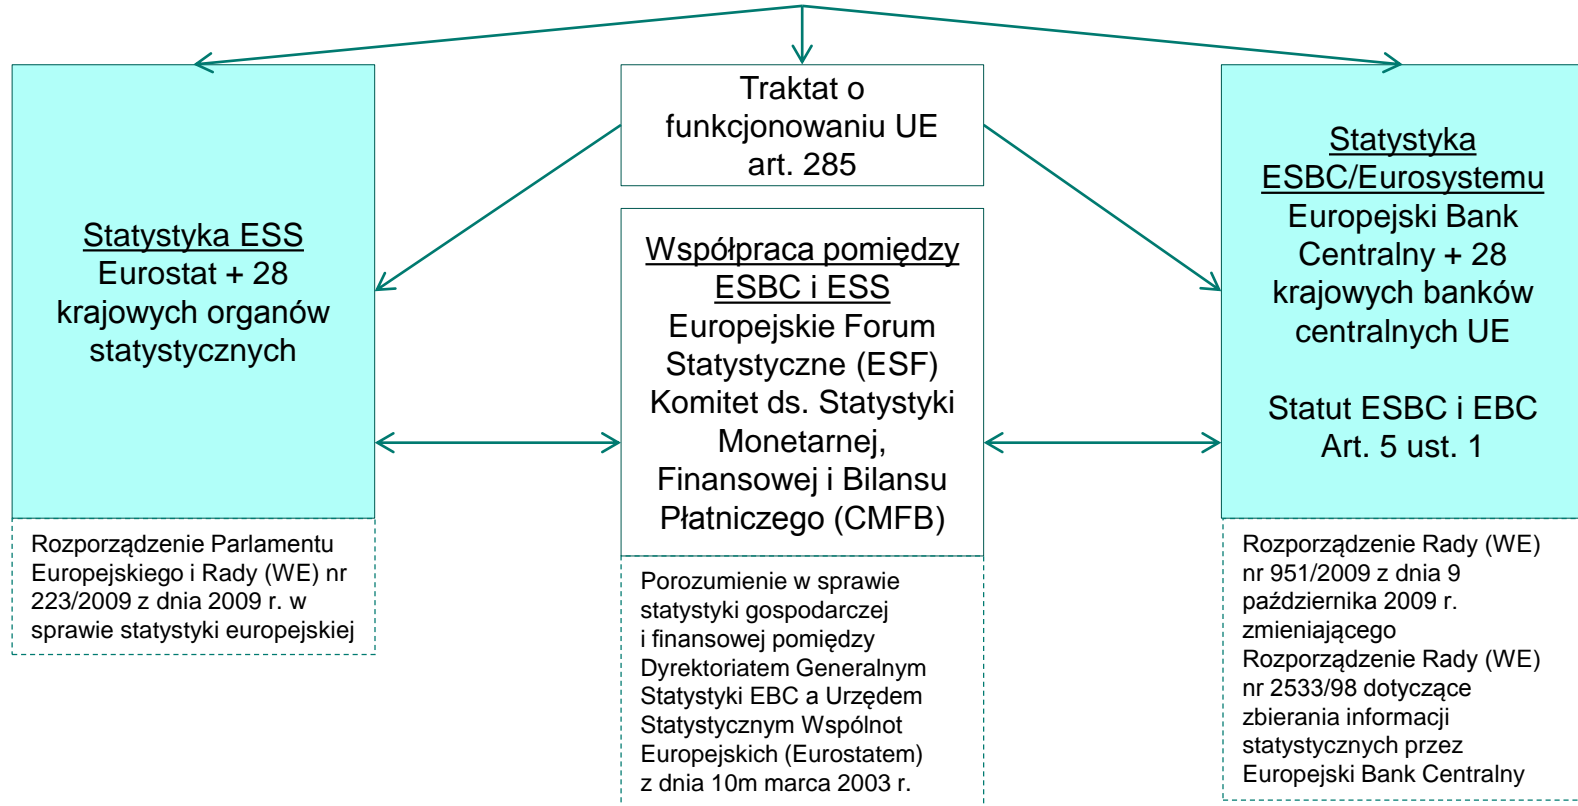 Traktat o
funkcjonowaniu UE
art. 285
Statystyka ESS
Eurostat + 28
krajowych organów
statystycznych
Rozporządzenie Parlamentu
Europejskiego i Rady (WE) nr
223/2009 z dnia 2009 r. w
sprawie statystyki europejskiej
Współpraca pomiędzy
ESBC i ESS
Europejskie Forum
Statystyczne (ESF)
Komitet ds. Statystyki
Monetarnej,
Finansowej i Bilansu
Płatniczego (CMFB)
Porozumienie w sprawie
statystyki gospodarczej
i finansowej pomiędzy
Dyrektoriatem Generalnym
Statystyki EBC a Urzędem
Statystycznym Wspólnot
Europejskich (Eurostatem)
z dnia 10m marca 2003 r.
Statystyka
ESBC/Eurosystemu
Europejski Bank
Centralny + 28
krajowych banków
centralnych UE
Statut ESBC i EBC
Art. 5 ust. 1
Rozporządzenie Rady (WE)
nr 951/2009 z dnia 9
października 2009 r.
zmieniającego
Rozporządzenie Rady (WE)
nr 2533/98 dotyczące
zbierania informacji
statystycznych przez
Europejski Bank Centralny